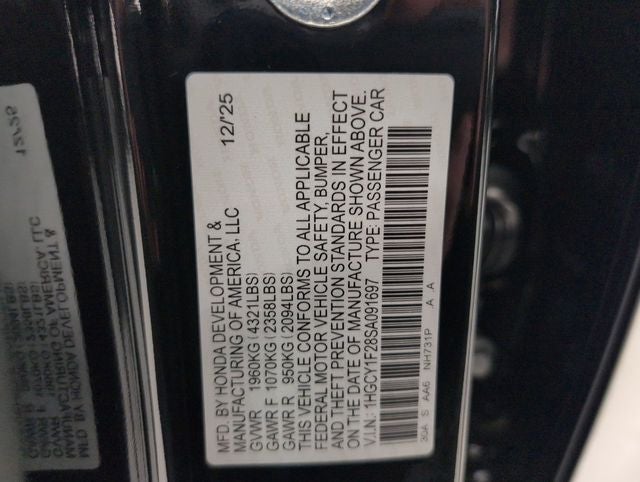 MFD. BY HONDA DEVELOPMENT & 12/'25
MANUFACTURING OF AMERICA, LLC
GVWR 1960KG (4321LBS)
GAWR F 1070KG (2358LBS)
GAWR R 950KG (2094LBS)
THIS VEHICLE CONFORMS TO ALL APPLICABLE
FEDERAL MOTOR VEHICLE SAFETY, BUMPER,
AND THEFT PREVENTION STANDARDS IN EFFECT
ON THE DATE OF MANUFACTURE SHOWN ABOVE.
V.I.N.: 1HGCY1F28SA091697 TYPE: PASSENGER CAR
30A S AA6 NH731P A A